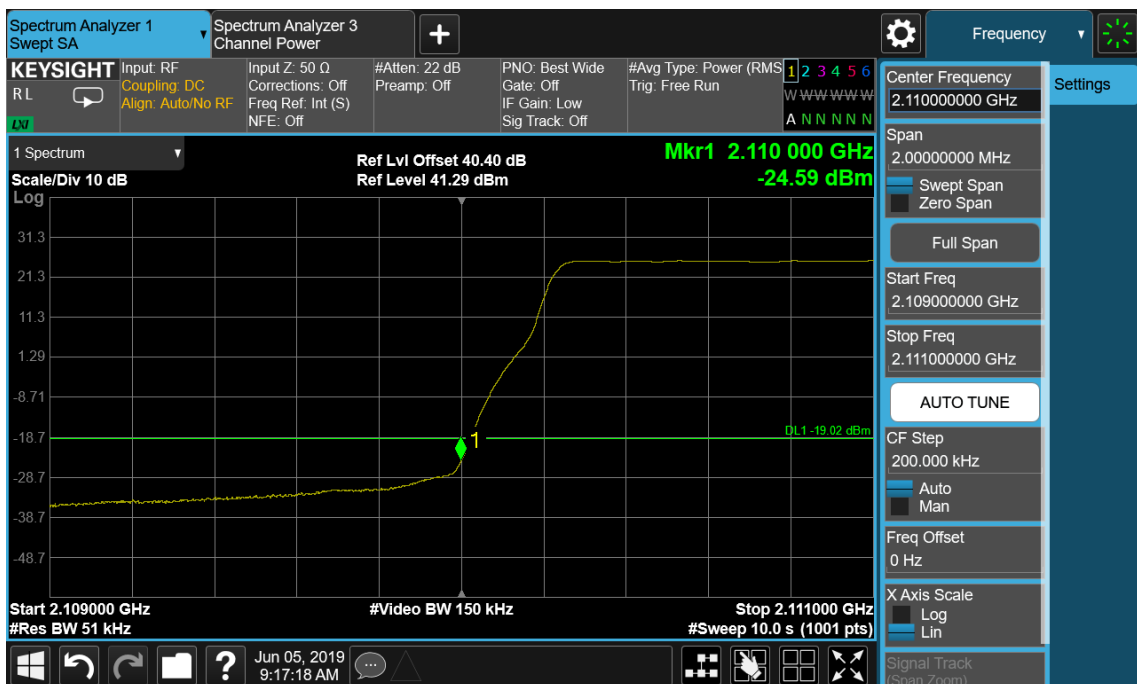 Spectrum Analyzer 1
Swept SA
Spectrum Analyzer 3
Channel Power
Frequency
KEYSIGHT
RL
LXI
Input: RF
Coupling: DC
Align: Auto/No RF
Input Z: 50 Ω
Corrections: Off
Freq Ref: Int (S)
NFE: Off
#Atten: 22 dB
Preamp: Off
PNO: Best Wide
Gate: Off
IF Gain: Low
Sig Track: Off
#Avg Type: Power (RMS
Trig: Free Run
1 2 3 4 5 6
W W W W W W
A N N N N N
1 Spectrum
Scale/Div 10 dB
Ref Lvl Offset 40.40 dB
Ref Level 41.29 dBm
Mkr1 2.110 000 GHz
-24.59 dBm
Log
31.3
21.3
11.3
1.29
-8.71
-18.7
-28.7
-38.7
-48.7
1
DL1 -19.02 dBm
Start 2.109000 GHz
#Res BW 51 kHz
#Video BW 150 kHz
Stop 2.111000 GHz
#Sweep 10.0 s (1001 pts)
Jun 05, 2019
9:17:18 AM
Center Frequency
2.110000000 GHz
Span
2.00000000 MHz
Swept Span
Zero Span
Full Span
Start Freq
2.109000000 GHz
Stop Freq
2.111000000 GHz
AUTO TUNE
CF Step
200.000 kHz
Auto
Man
Freq Offset
0 Hz
X Axis Scale
Log
Lin
Signal Track
(Span Zoom)
Settings